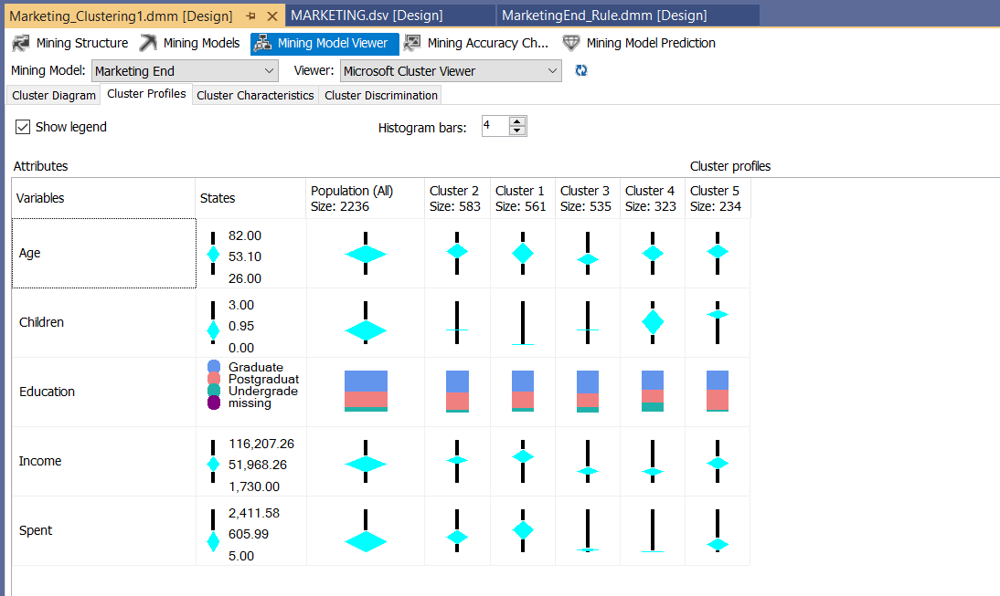 Marketing_Clustering1.dmm [Design] MARKETING.dsv [Design] MarketingEnd_Rule.dmm [Design]
Mining Structure Mining Models Mining Model Viewer Mining Accuracy Ch... Mining Model Prediction
Mining Model: Marketing End Viewer: Microsoft Cluster Viewer
Cluster Diagram Cluster Profiles Cluster Characteristics Cluster Discrimination
Show legend Histogram bars: 4
Attributes Cluster profiles
Variables States Population (All) Cluster 2 Cluster 1 Cluster 3 Cluster 4 Cluster 5
Size: 2236 Size: 583 Size: 561 Size: 535 Size: 323 Size: 234
Age
82.00
53.10
26.00
Children
3.00
0.95
0.00
Education
Graduate
Postgraduat
Undergrade
missing
Income
116,207.26
51,968.26
1,730.00
Spent
2,411.58
605.99
5.00